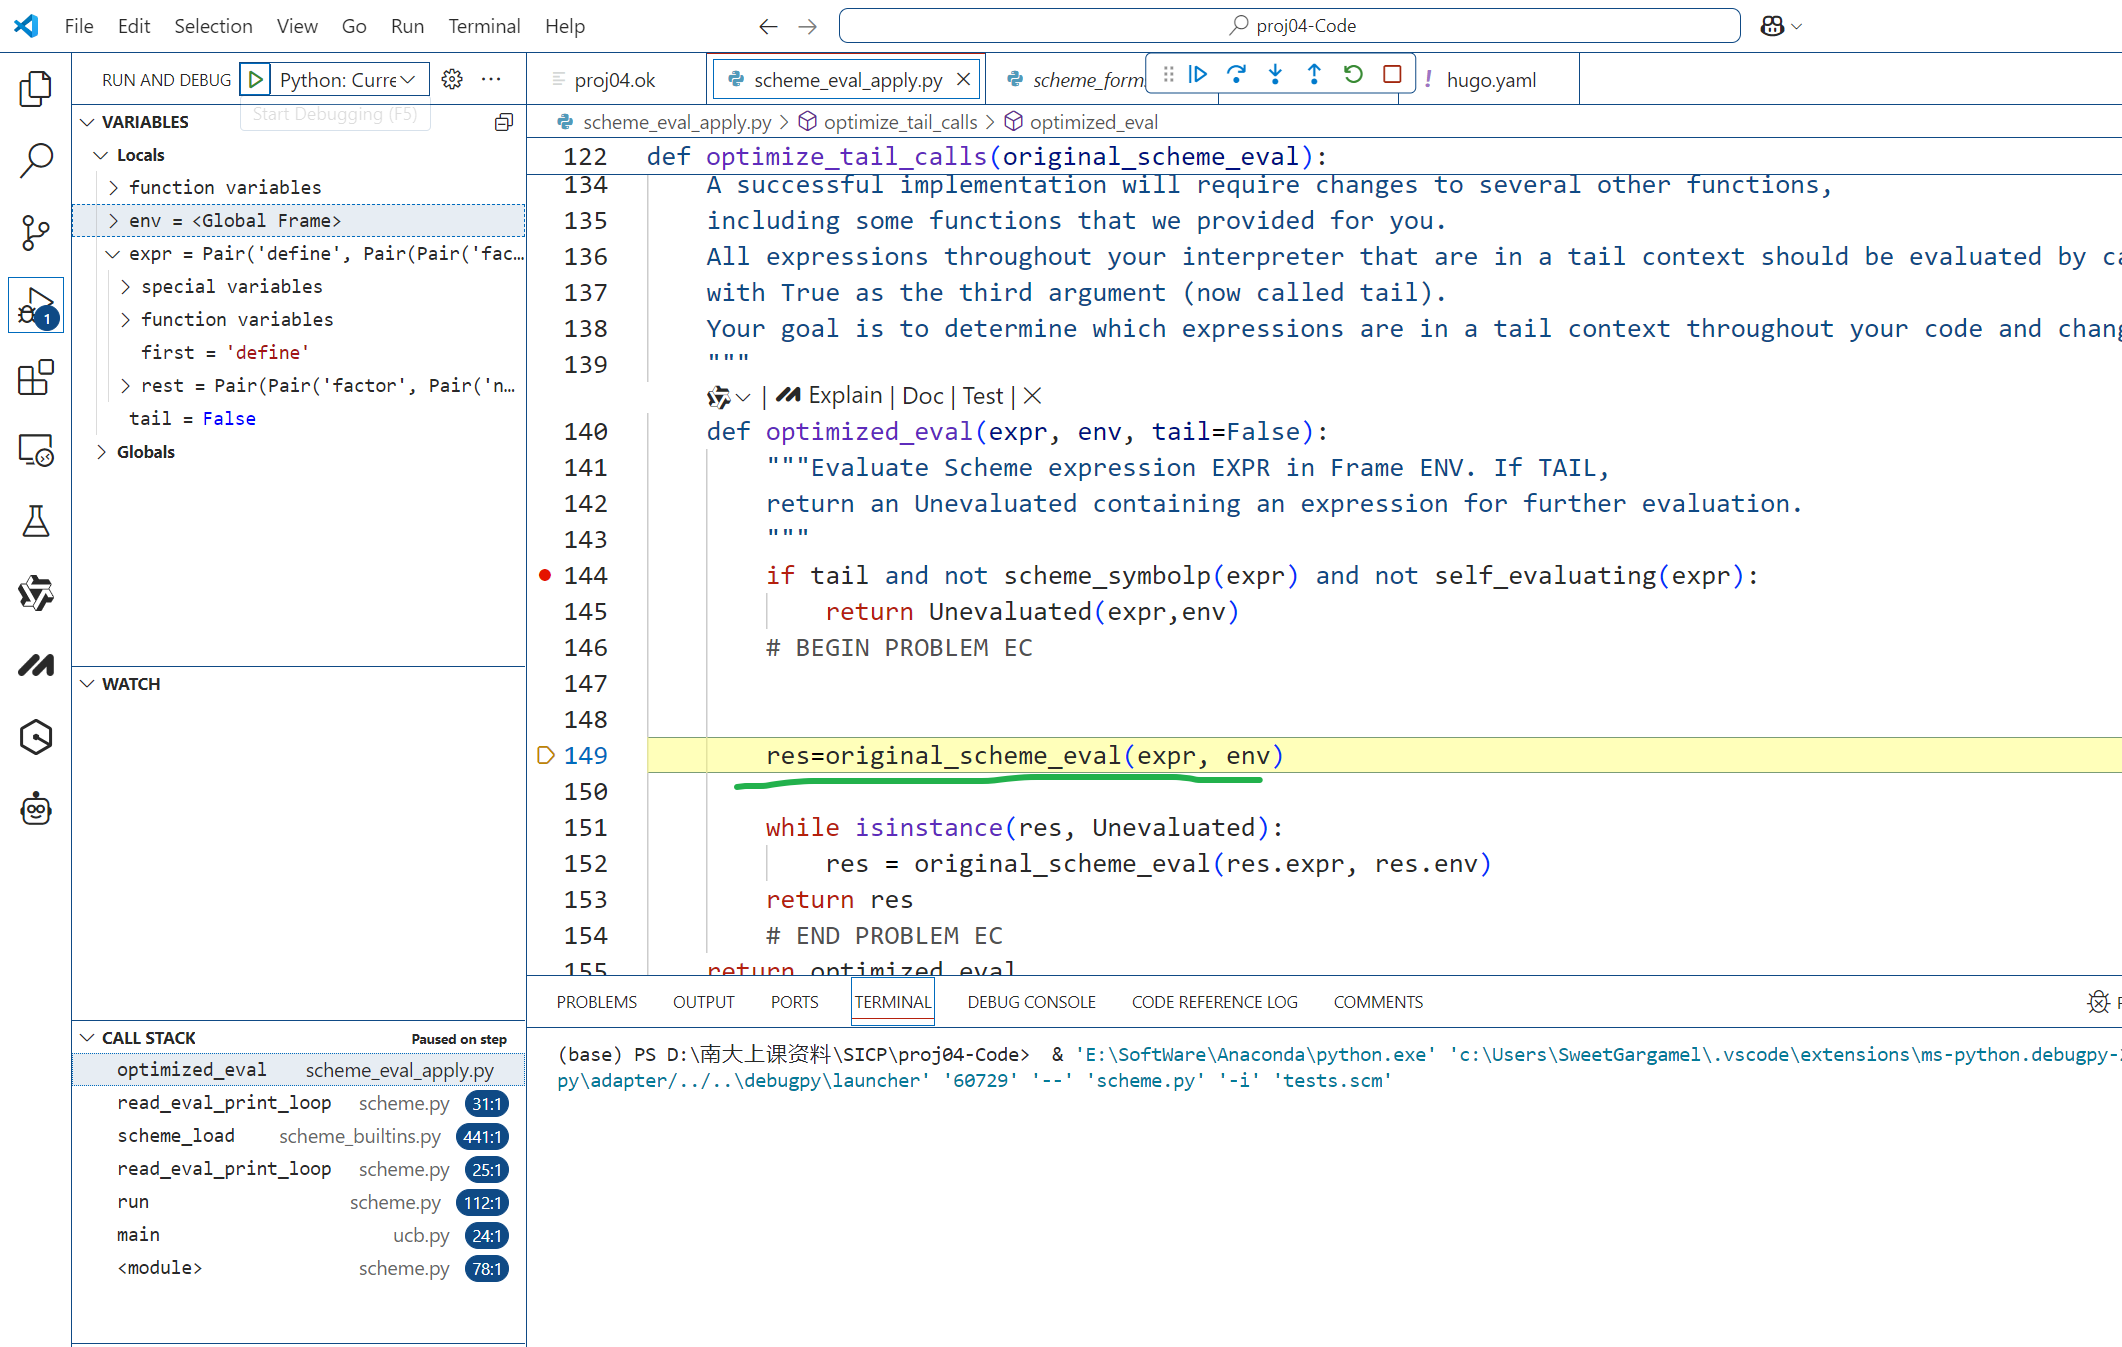 File Edit Selection View Go Run Terminal Help
proj04-Code
RUN AND DEBUG Python: Curre
Start Debugging (F5)
VARIABLES
Locals
function variables
env = <Global Frame>
expr = Pair('define', Pair(Pair('fac...
special variables
function variables
first = 'define'
rest = Pair(Pair('factor', Pair('n...
tail = False
Globals
WATCH
CALL STACK Paused on step
optimized_eval scheme_eval_apply.py
read_eval_print_loop scheme.py 31:1
scheme_load scheme_builtins.py 441:1
read_eval_print_loop scheme.py 25:1
run scheme.py 112:1
main ucb.py 24:1
<module> scheme.py 78:1
1
proj04.ok scheme_eval_apply.py scheme_form. ! hugo.yaml
scheme_eval_apply.py > optimize_tail_calls > optimized_eval
122 def optimize_tail_calls(original_scheme_eval):
134 A successful implementation will require changes to several other functions,
135 including some functions that we provided for you.
136 All expressions throughout your interpreter that are in a tail context should be evaluated by ca
137 with True as the third argument (now called tail).
138 Your goal is to determine which expressions are in a tail context throughout your code and chang
139 """
| Explain | Doc | Test |
140 def optimized_eval(expr, env, tail=False):
141 """Evaluate Scheme expression EXPR in Frame ENV. If TAIL,
142 return an Unevaluated containing an expression for further evaluation.
143 """
144 if tail and not scheme_symbolp(expr) and not self_evaluating(expr):
145 return Unevaluated(expr,env)
146 # BEGIN PROBLEM EC
147
148
149 res=original_scheme_eval(expr, env)
150
151 while isinstance(res, Unevaluated):
152 res = original_scheme_eval(res.expr, res.env)
153 return res
154 # END PROBLEM EC
155 return optimized_eval
PROBLEMS OUTPUT PORTS TERMINAL DEBUG CONSOLE CODE REFERENCE LOG COMMENTS
(base) PS D:\南大上课资料\SICP\proj04-Code> & 'E:\SoftWare\Anaconda\python.exe' 'c:\Users\SweetGargamel\.vscode\extensions\ms-python.debugpy-
py\adapter/../..\debugpy\launcher' '60729' '--' 'scheme.py' '-i' 'tests.scm'